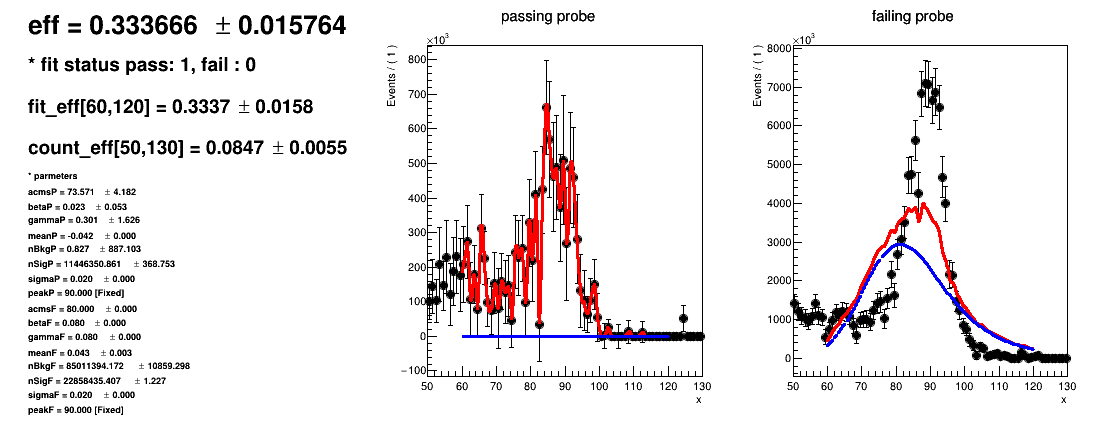 eff = 0.333666 ± 0.015764
* fit status pass: 1, fail : 0
fit_eff[60,120] = 0.3337 ± 0.0158
count_eff[50,130] = 0.0847 ± 0.0055
* parmeters
acmsP = 73.571 ± 4.182
betaP = 0.023 ± 0.053
gammaP = 0.301 ± 1.626
meanP = -0.042 ± 0.000
nBkgP = 0.827 ± 887.103
nSigP = 11446350.861 ± 368.753
sigmaP = 0.020 ± 0.000
peakP = 90.000 [Fixed]
acmsF = 80.000 ± 0.000
betaF = 0.080 ± 0.000
gammaF = 0.080 ± 0.000
meanF = 0.043 ± 0.003
nBkgF = 85011394.172 ± 10859.298
nSigF = 22858435.407 ± 1.227
sigmaF = 0.020 ± 0.000
peakF = 90.000 [Fixed]
passing probe
×10³
Events / ( 1 )
800
700
600
500
400
300
200
100
0
−100
50 60 70 80 90 100 110 120 130
x
failing probe
×10³
Events / ( 1 )
8000
7000
6000
5000
4000
3000
2000
1000
0
50 60 70 80 90 100 110 120 130
x